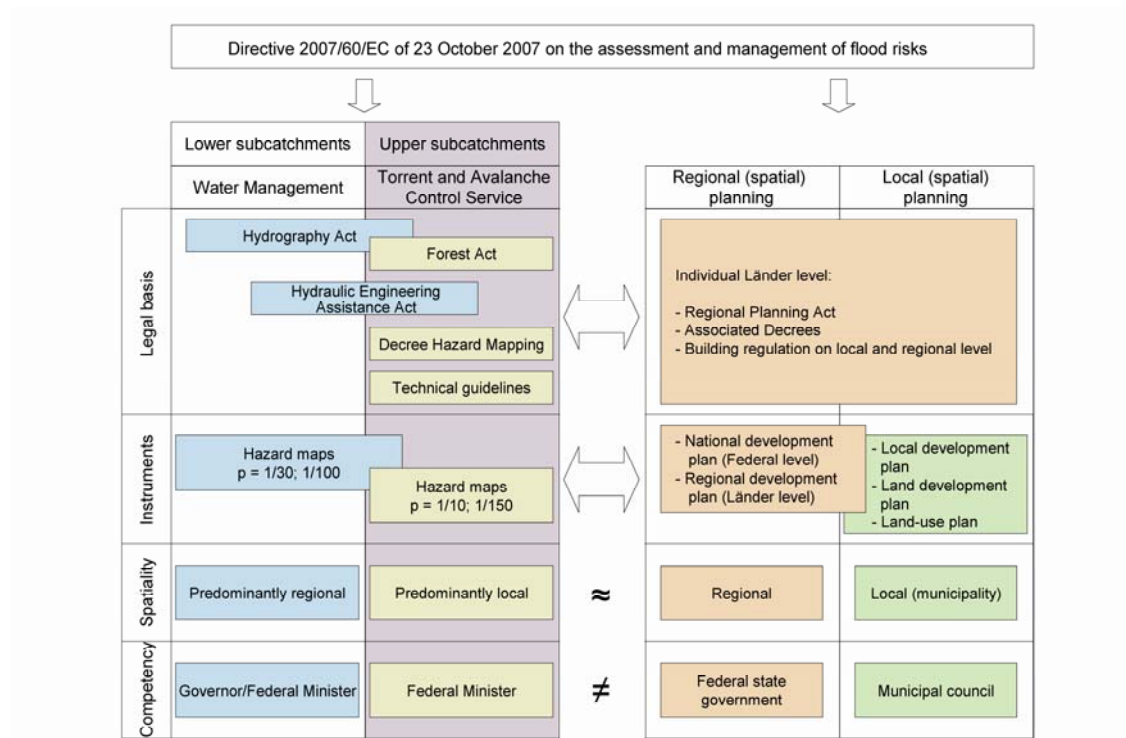 Directive 2007/60/EC of 23 October 2007 on the assessment and management of flood risks
Lower subcatchments
Upper subcatchments
Water Management
Torrent and Avalanche
Control Service
Regional (spatial)
planning
Local (spatial)
planning
Legal basis
Hydrography Act
Forest Act
Hydraulic Engineering
Assistance Act
Decree Hazard Mapping
Technical guidelines
Individual Länder level:
- Regional Planning Act
- Associated Decrees
- Building regulation on local and regional level
Instruments
Hazard maps
p = 1/30; 1/100
Hazard maps
p = 1/10; 1/150
- National development
plan (Federal level)
- Regional development
plan (Länder level)
- Local development
plan
- Land development
plan
- Land-use plan
Spatiality
Predominantly regional
Predominantly local
≈
Regional
Local (municipality)
Competency
Governor/Federal Minister
Federal Minister
≠
Federal state
government
Municipal council